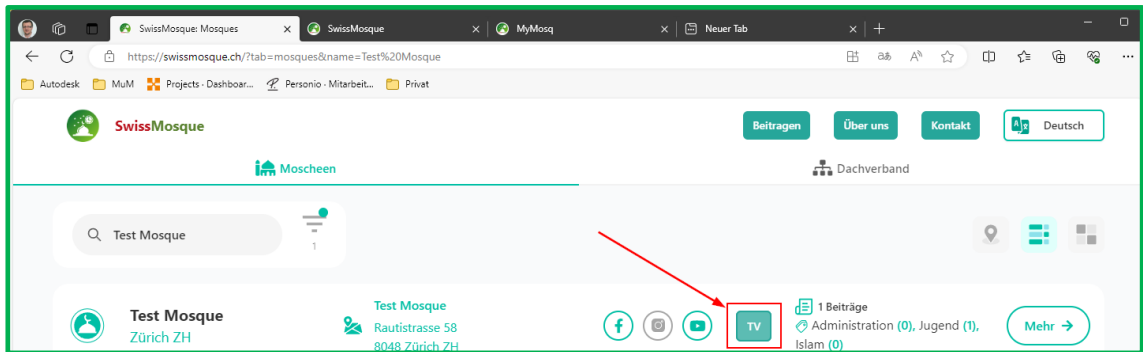 SwissMosque: Mosques
SwissMosque
MyMosq
Neuer Tab
https://swissmosque.ch/?tab=mosques&name=Test%20Mosque
Autodesk MuM Projects - Dashboar... Personio - Mitarbeit... Privat
SwissMosque
Beitragen Über uns Kontakt Deutsch
Moscheen Dachverband
Test Mosque
1
Test Mosque
Zürich ZH
Test Mosque
Rautistrasse 58
8048 Zürich ZH
TV
1 Beiträge
Administration (0), Jugend (1),
Islam (0)
Mehr →